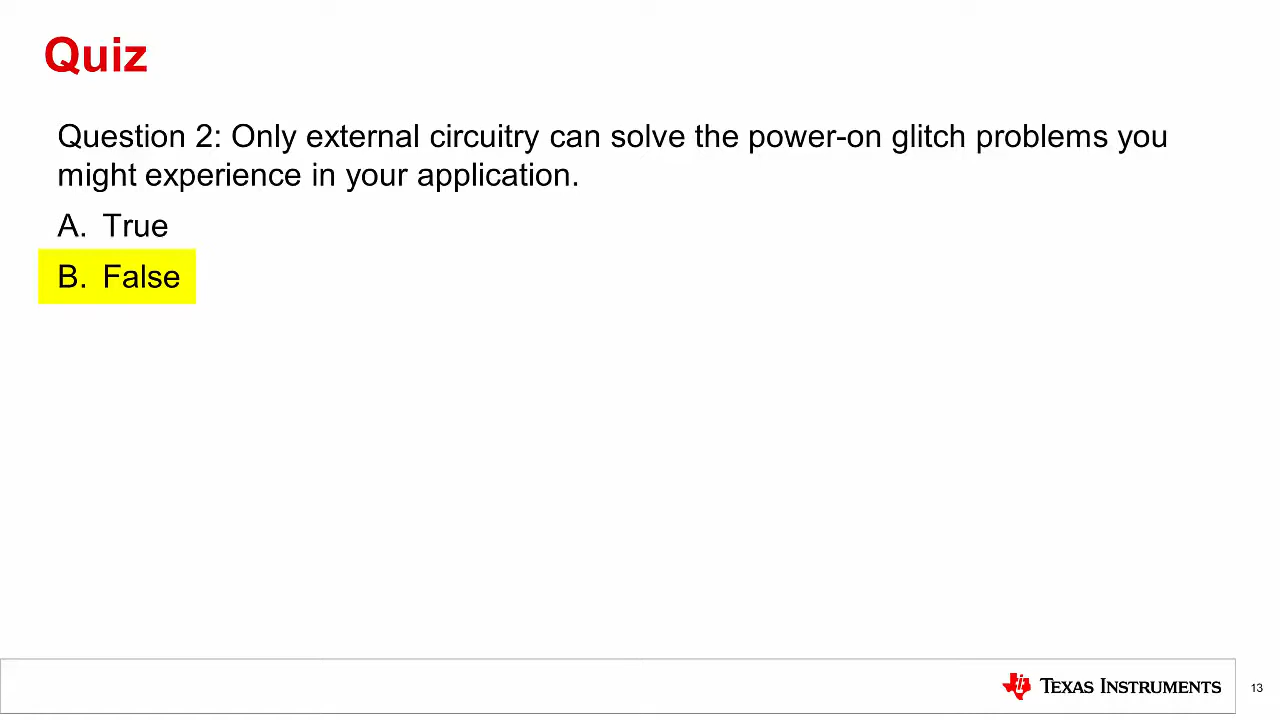 Quiz
Question 2: Only external circuitry can solve the power-on glitch problems you
might experience in your application.
A. True
B. False
TEXAS INSTRUMENTS
13